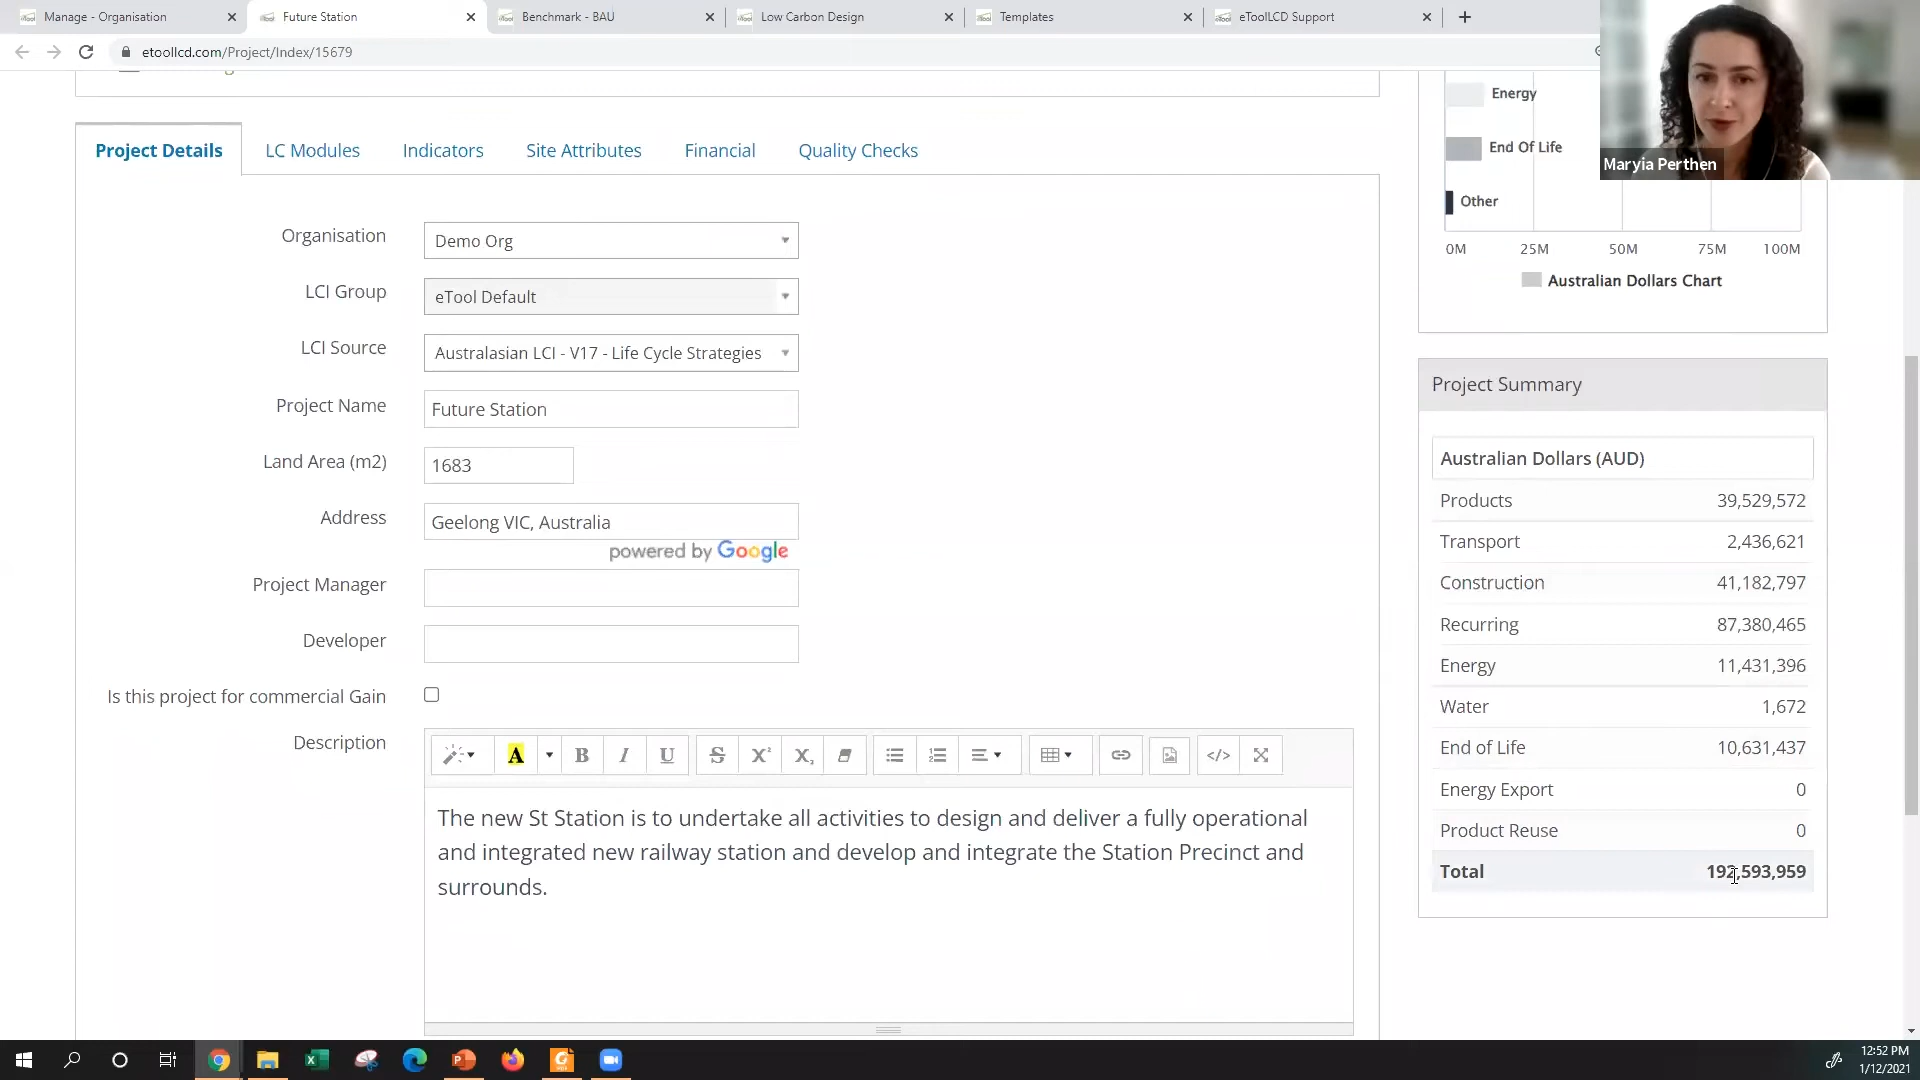 Manage - Organisation
Future Station
Benchmark - BAU
Low Carbon Design
Templates
eToolLCD Support
etoollcd.com/Project/Index/15679
Project Details
LC Modules
Indicators
Site Attributes
Financial
Quality Checks
Organisation
Demo Org
LCI Group
eTool Default
LCI Source
Australasian LCI - V17 - Life Cycle Strategies
Project Name
Future Station
Land Area (m2)
1683
Address
Geelong VIC, Australia
powered by Google
Project Manager
Developer
Is this project for commercial Gain
Description
The new St Station is to undertake all activities to design and deliver a fully operational
and integrated new railway station and develop and integrate the Station Precinct and
surrounds.
Energy
End Of Life
Other
0M 25M 50M 75M 100M
Australian Dollars Chart
Maryia Perthen
Project Summary
Australian Dollars (AUD)
Products 39,529,572
Transport 2,436,621
Construction 41,182,797
Recurring 87,380,465
Energy 11,431,396
Water 1,672
End of Life 10,631,437
Energy Export 0
Product Reuse 0
Total 192,593,959
12:52 PM
1/12/2021